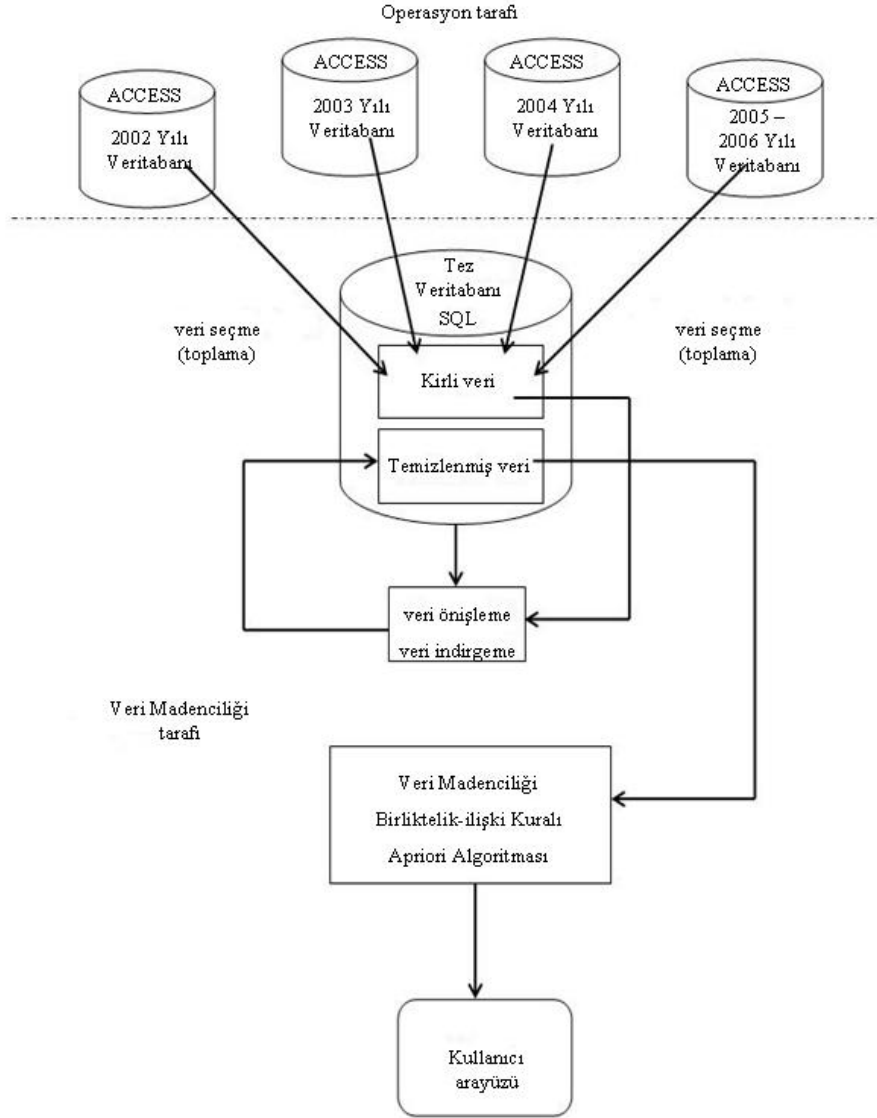 Operasyon tarafı
ACCESS
2002 Yılı
Veritabanı
ACCESS
2003 Yılı
Veritabanı
ACCESS
2004 Yılı
Veritabanı
ACCESS
2005 –
2006 Yılı
Veritabanı
Tez
Veritabanı
SQL
veri seçme
(toplama)
veri seçme
(toplama)
Kirli veri
Temizlenmiş veri
veri önişleme
veri indirgeme
Veri Madenciliği
tarafı
Veri Madenciliği
Birliktelik-ilişki Kuralı
Apriori Algoritması
Kullanıcı
arayüzü